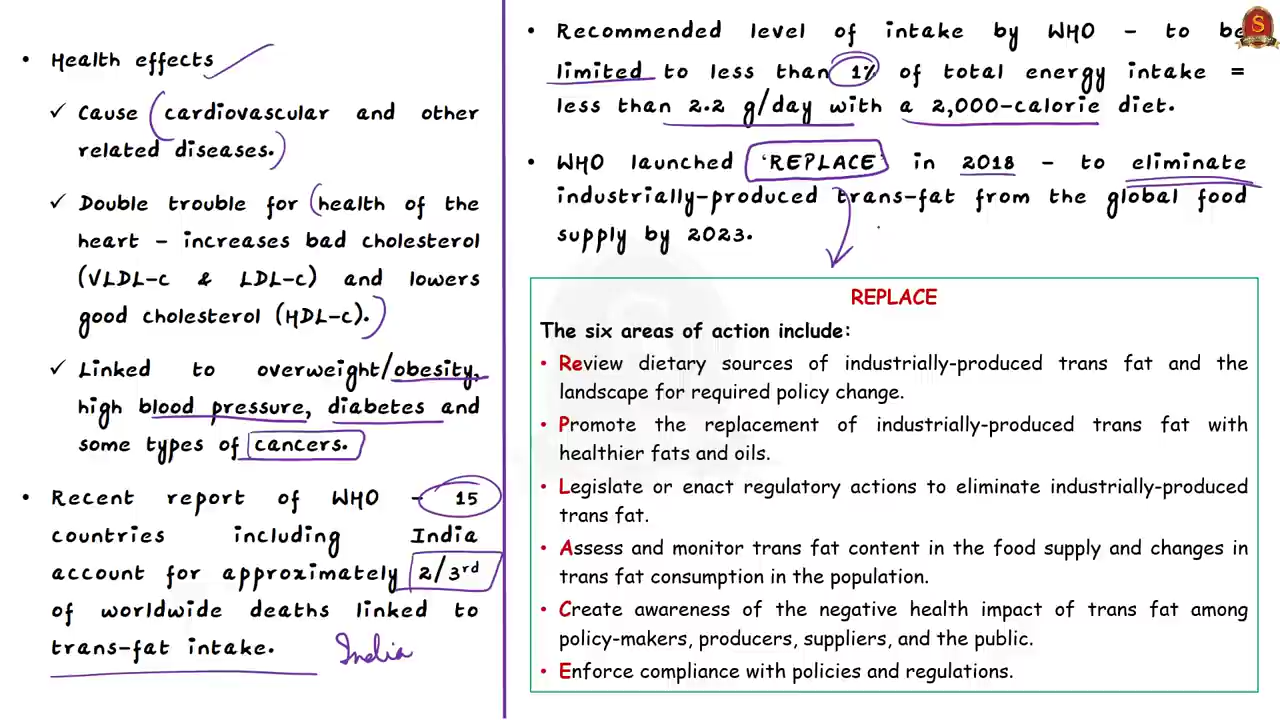 • Health effects
✓ Cause cardiovascular and other
related diseases.
✓ Double trouble for health of the
heart – increases bad cholesterol
(VLDL-C & LDL-C) and lowers
good cholesterol (HDL-C).
✓ Linked to overweight/obesity,
high blood pressure, diabetes and
some types of cancers.
• Recent report of WHO – 15
countries including India
account for approximately 2/3rd
of worldwide deaths linked to
trans-fat intake.
India
• Recommended level of intake by WHO – to be
limited to less than 1% of total energy intake =
less than 2.2 g/day with a 2,000-calorie diet.
• WHO launched 'REPLACE' in 2018 – to eliminate
industrially-produced trans-fat from the global food
supply by 2023.
REPLACE
The six areas of action include:
• Review dietary sources of industrially-produced trans fat and the
landscape for required policy change.
• Promote the replacement of industrially-produced trans fat with
healthier fats and oils.
• Legislate or enact regulatory actions to eliminate industrially-produced
trans fat.
• Assess and monitor trans fat content in the food supply and changes in
trans fat consumption in the population.
• Create awareness of the negative health impact of trans fat among
policy-makers, producers, suppliers, and the public.
• Enforce compliance with policies and regulations.
S